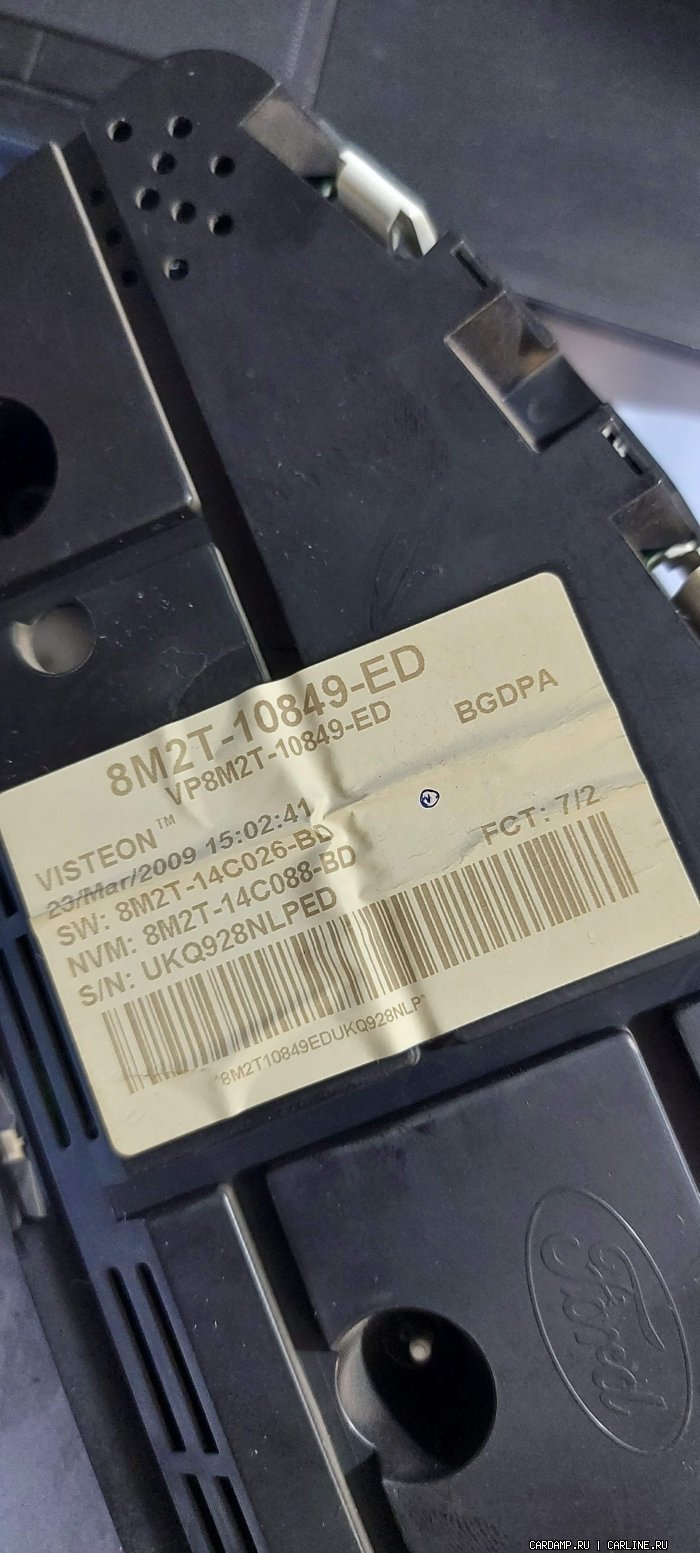 8M2T-10849-ED
VP8M2T-10849-ED
BGDPA
VISTEON™
23/Mar/2009 15:02:41
SW: 8M2T-14C026-BD
FCT: 7/2
NVM: 8M2T-14C088-BD
S/N: UKQ928NLPED
*8M2T10849EDUKQ928NLP*
Ford
CARDAMP.RU | CARLINE.RU